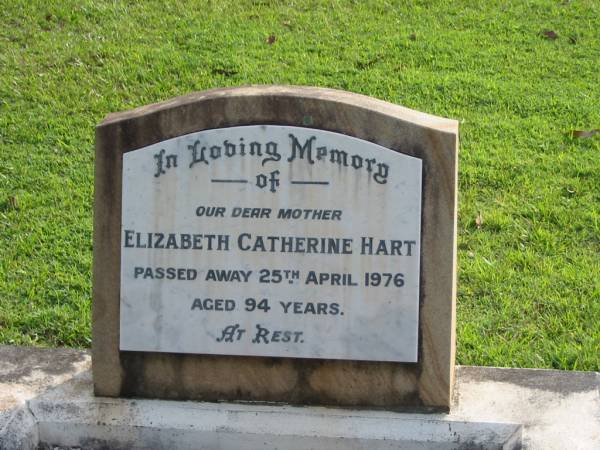 In Loving Memory
of
OUR DEAR MOTHER
ELIZABETH CATHERINE HART
PASSED AWAY 25TH APRIL 1976
AGED 94 YEARS.
AT REST.